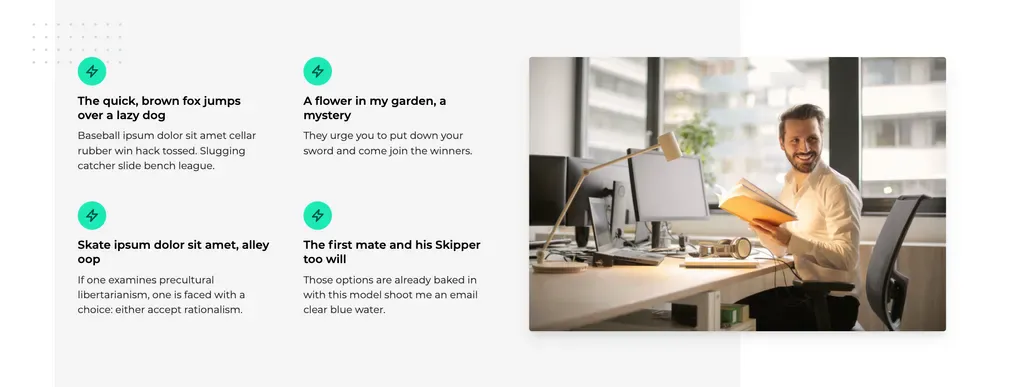 The quick, brown fox jumps
over a lazy dog
Baseball ipsum dolor sit amet cellar
rubber win hack tossed. Slugging
catcher slide bench league.
A flower in my garden, a
mystery
They urge you to put down your
sword and come join the winners.
Skate ipsum dolor sit amet, alley
oop
If one examines precultural
libertarianism, one is faced with a
choice: either accept rationalism.
The first mate and his Skipper
too will
Those options are already baked in
with this model shoot me an email
clear blue water.